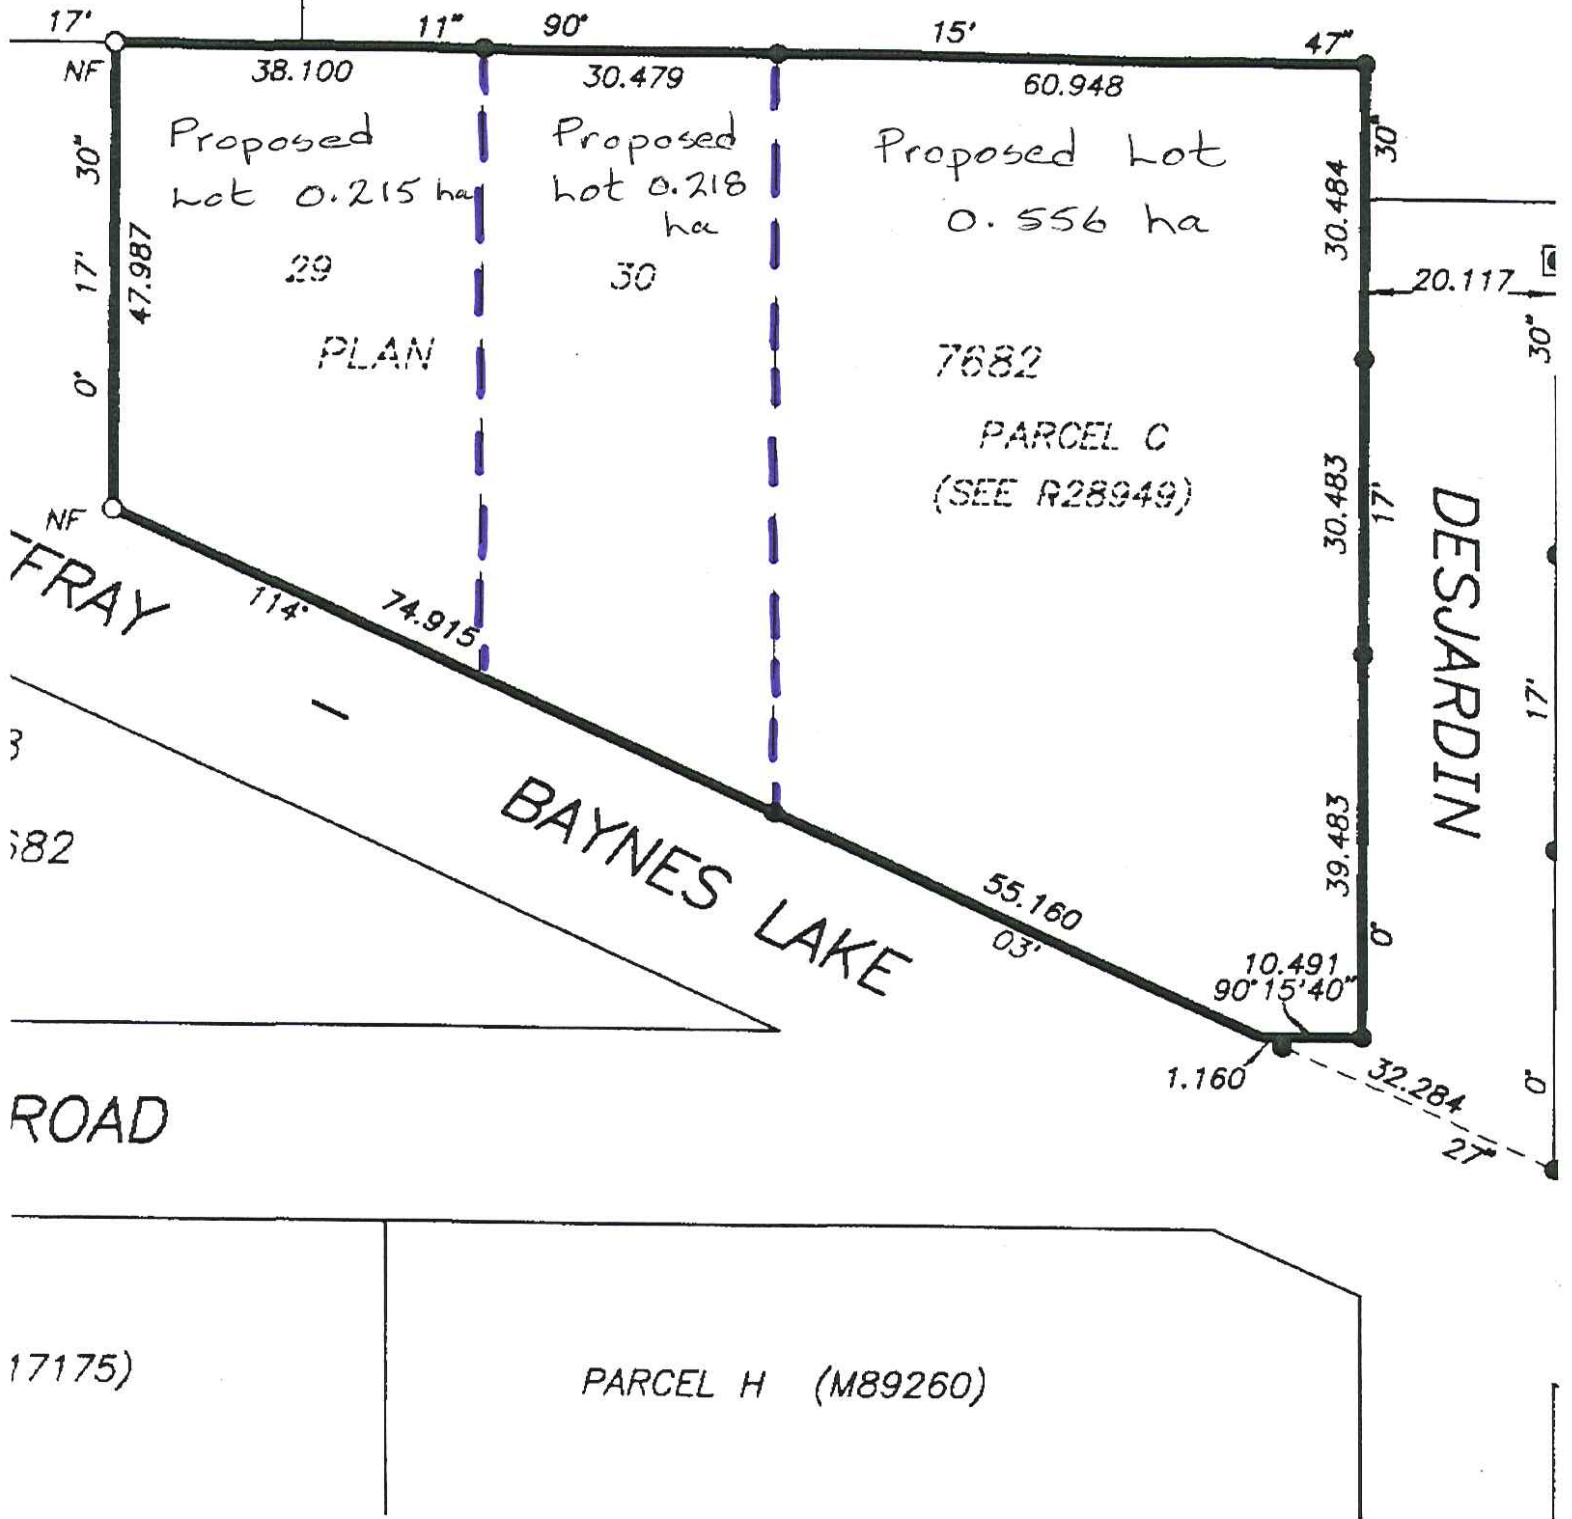 17' 11" 90° 15' 47"
NF 38.100 30.479 60.948
Proposed
Lot 0.215 ha
Proposed
Lot 0.218
ha
Proposed Lot
0.556 ha
30"
47.987
17'
0°
29
30
PLAN
7682
PARCEL C
(SEE R28949)
30"
30.484
20.117
30"
30.483
17'
DESJARDIN
17'
39.483
0°
0°
NF
114°
74.915
FFRAY
-
BAYNES LAKE
55.160
03'
10.491
90°15'40"
1.160
32.284
27"
3
682
ROAD
17175)
PARCEL H (M89260)